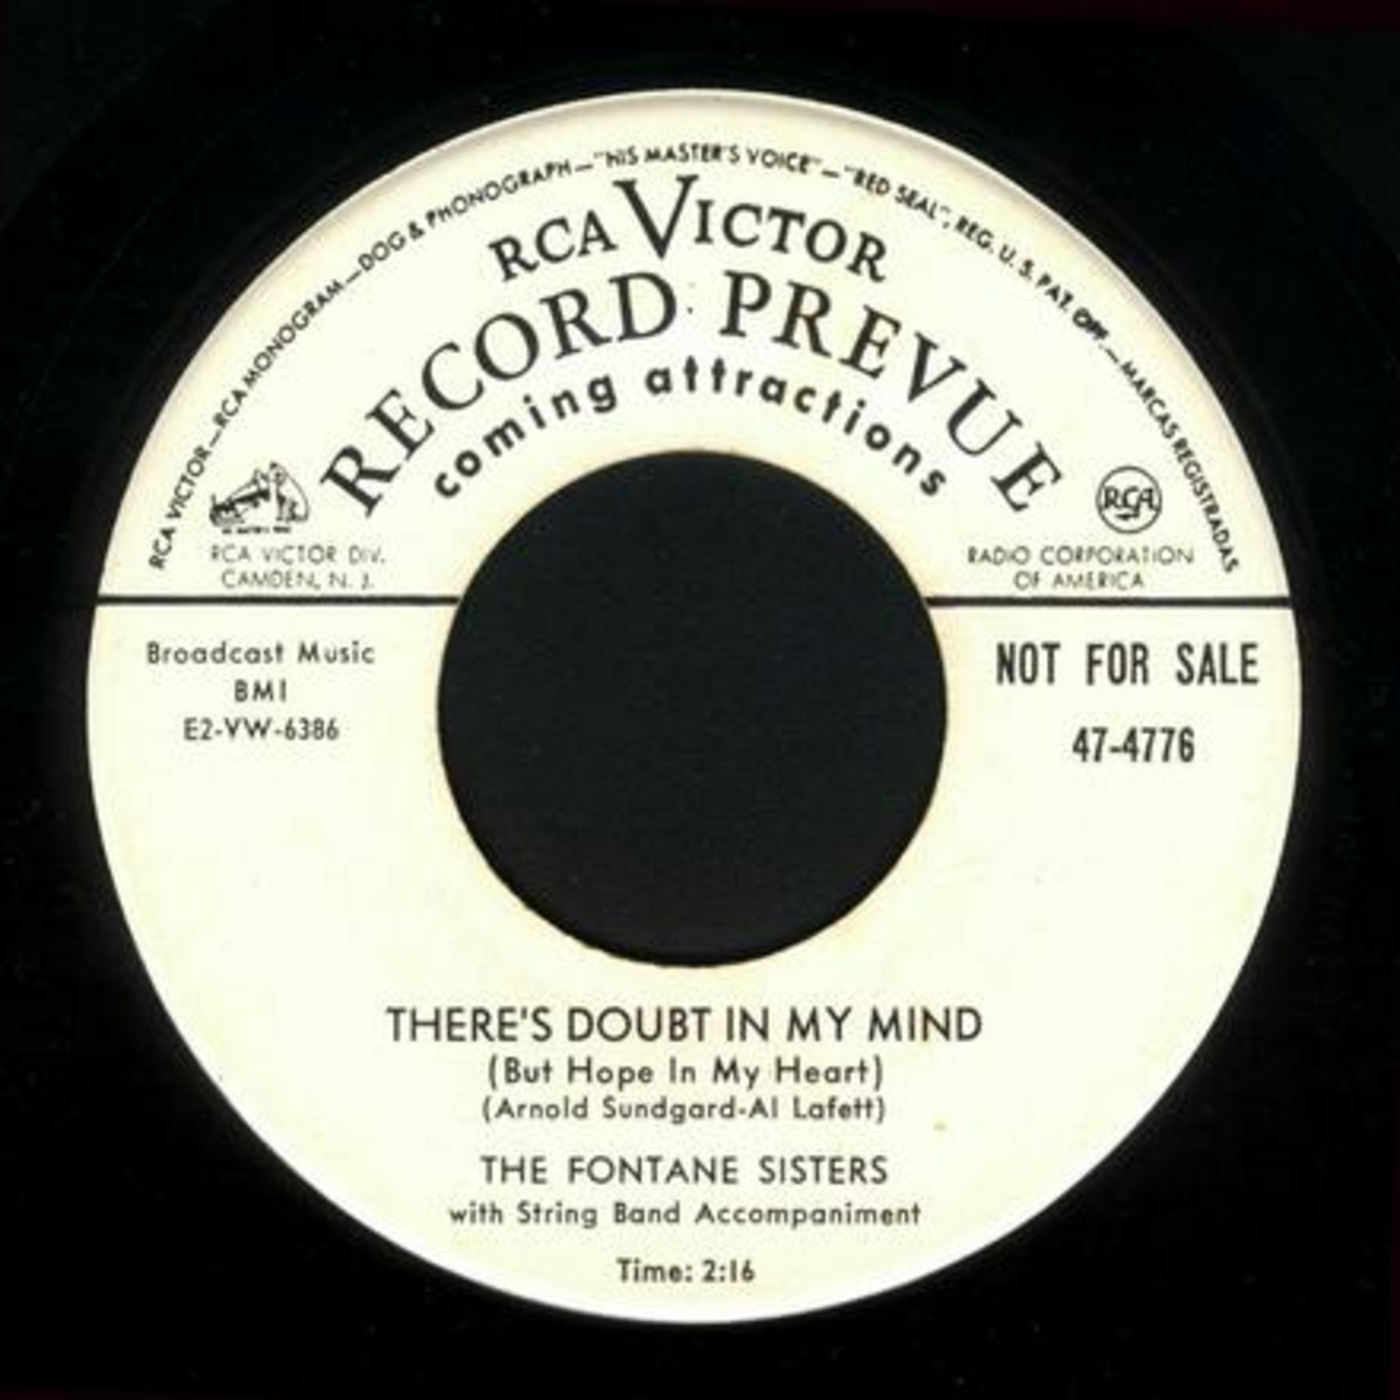 RCA VICTOR—RCA MONOGRAM—DOG & PHONOGRAPH—"HIS MASTER'S VOICE"—"RED SEAL", REG. U. S. PAT. OFF.—MARCAS REGISTRADAS
RCA VICTOR
RECORD PREVUE
coming attractions
RCA
RCA VICTOR DIV.
CAMDEN, N. J.
RADIO CORPORATION
OF AMERICA
Broadcast Music
BMI
E2-VW-6386
NOT FOR SALE
47-4776
THERE'S DOUBT IN MY MIND
(But Hope In My Heart)
(Arnold Sundgard-Al Lafett)
THE FONTANE SISTERS
with String Band Accompaniment
Time: 2:16